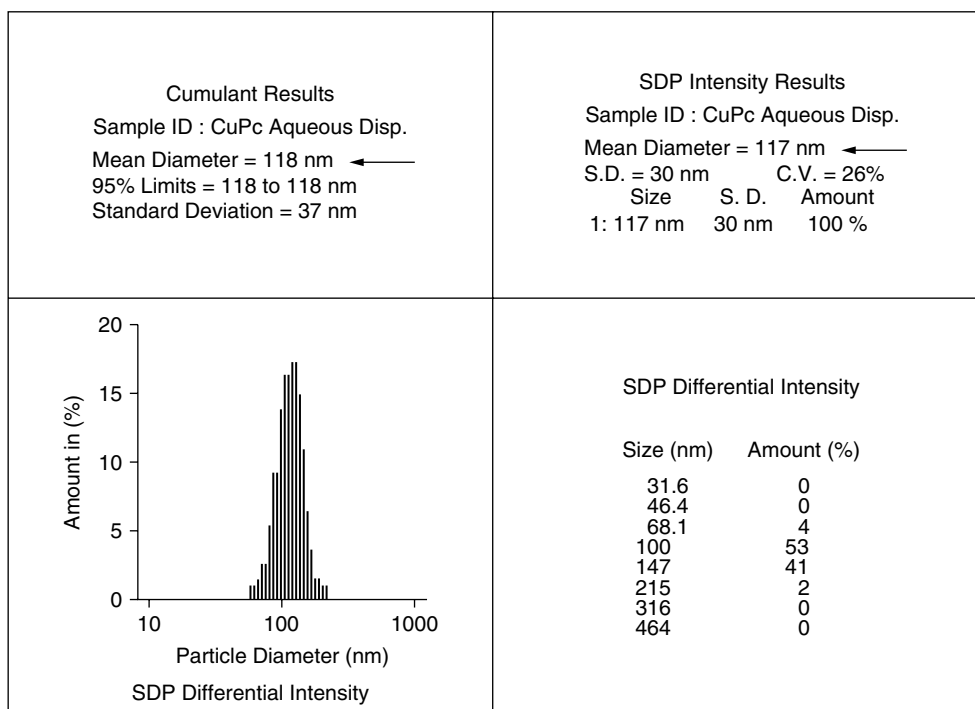 Cumulant Results
Sample ID : CuPc Aqueous Disp.
Mean Diameter = 118 nm
95% Limits = 118 to 118 nm
Standard Deviation = 37 nm
SDP Intensity Results
Sample ID : CuPc Aqueous Disp.
Mean Diameter = 117 nm
S.D. = 30 nm C.V. = 26%
Size S. D. Amount
1: 117 nm 30 nm 100 %
20
15
10
5
0
Amount in (%)
10 100 1000
Particle Diameter (nm)
SDP Differential Intensity
SDP Differential Intensity
Size (nm) Amount (%)
31.6 0
46.4 0
68.1 4
100 53
147 41
215 2
316 0
464 0